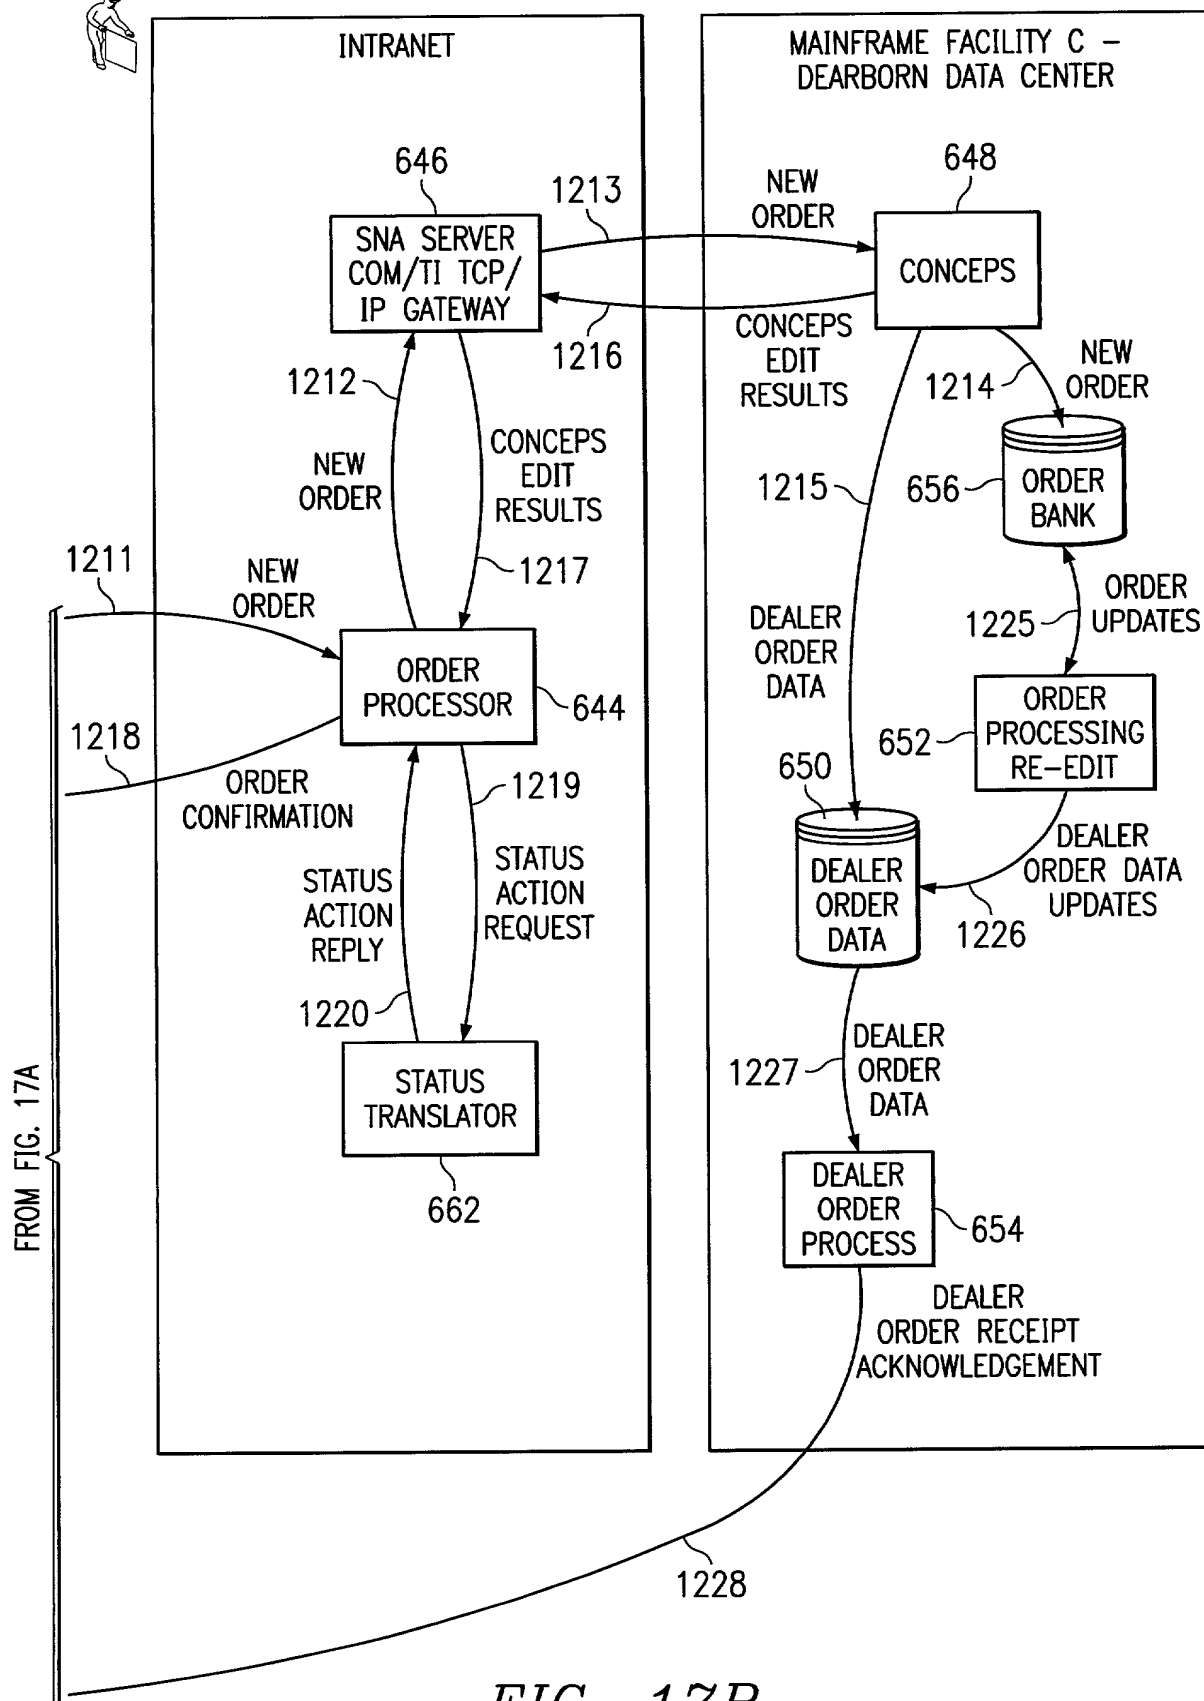 INTRANET
MAINFRAME FACILITY C –
DEARBORN DATA CENTER
646
SNA SERVER
COM/TI TCP/
IP GATEWAY
1213
NEW
ORDER
648
CONCEPS
1216
CONCEPS
EDIT
RESULTS
1212
NEW
ORDER
CONCEPS
EDIT
RESULTS
1217
1214
NEW
ORDER
656
ORDER
BANK
1215
DEALER
ORDER
DATA
1225
ORDER
UPDATES
1211
NEW
ORDER
ORDER
PROCESSOR
644
1218
ORDER
CONFIRMATION
652
ORDER
PROCESSING
RE-EDIT
650
DEALER
ORDER
DATA
DEALER
ORDER DATA
UPDATES
1226
1219
STATUS
ACTION
REQUEST
STATUS
ACTION
REPLY
1220
STATUS
TRANSLATOR
662
1227
DEALER
ORDER
DATA
DEALER
ORDER
PROCESS
654
DEALER
ORDER RECEIPT
ACKNOWLEDGEMENT
1228
FROM FIG. 17A
FIG. 17B